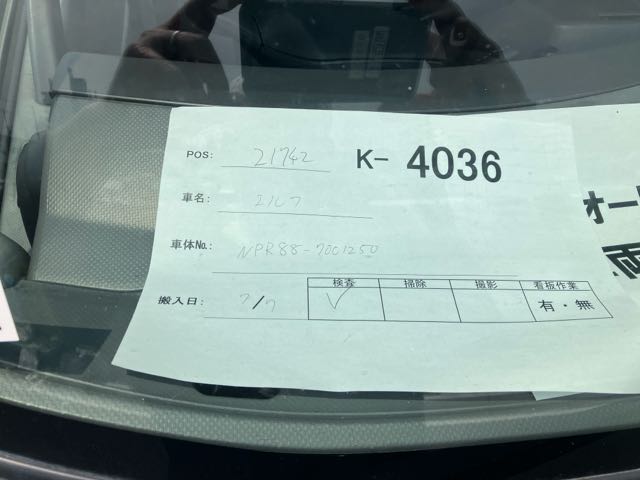 POS: 21742 K- 4036
車名: エルフ
車体No.: NPR88-7001250
検査 掃除 撮影 看板作業
搬入日: 7/7 ✓ 有・無
オー
両